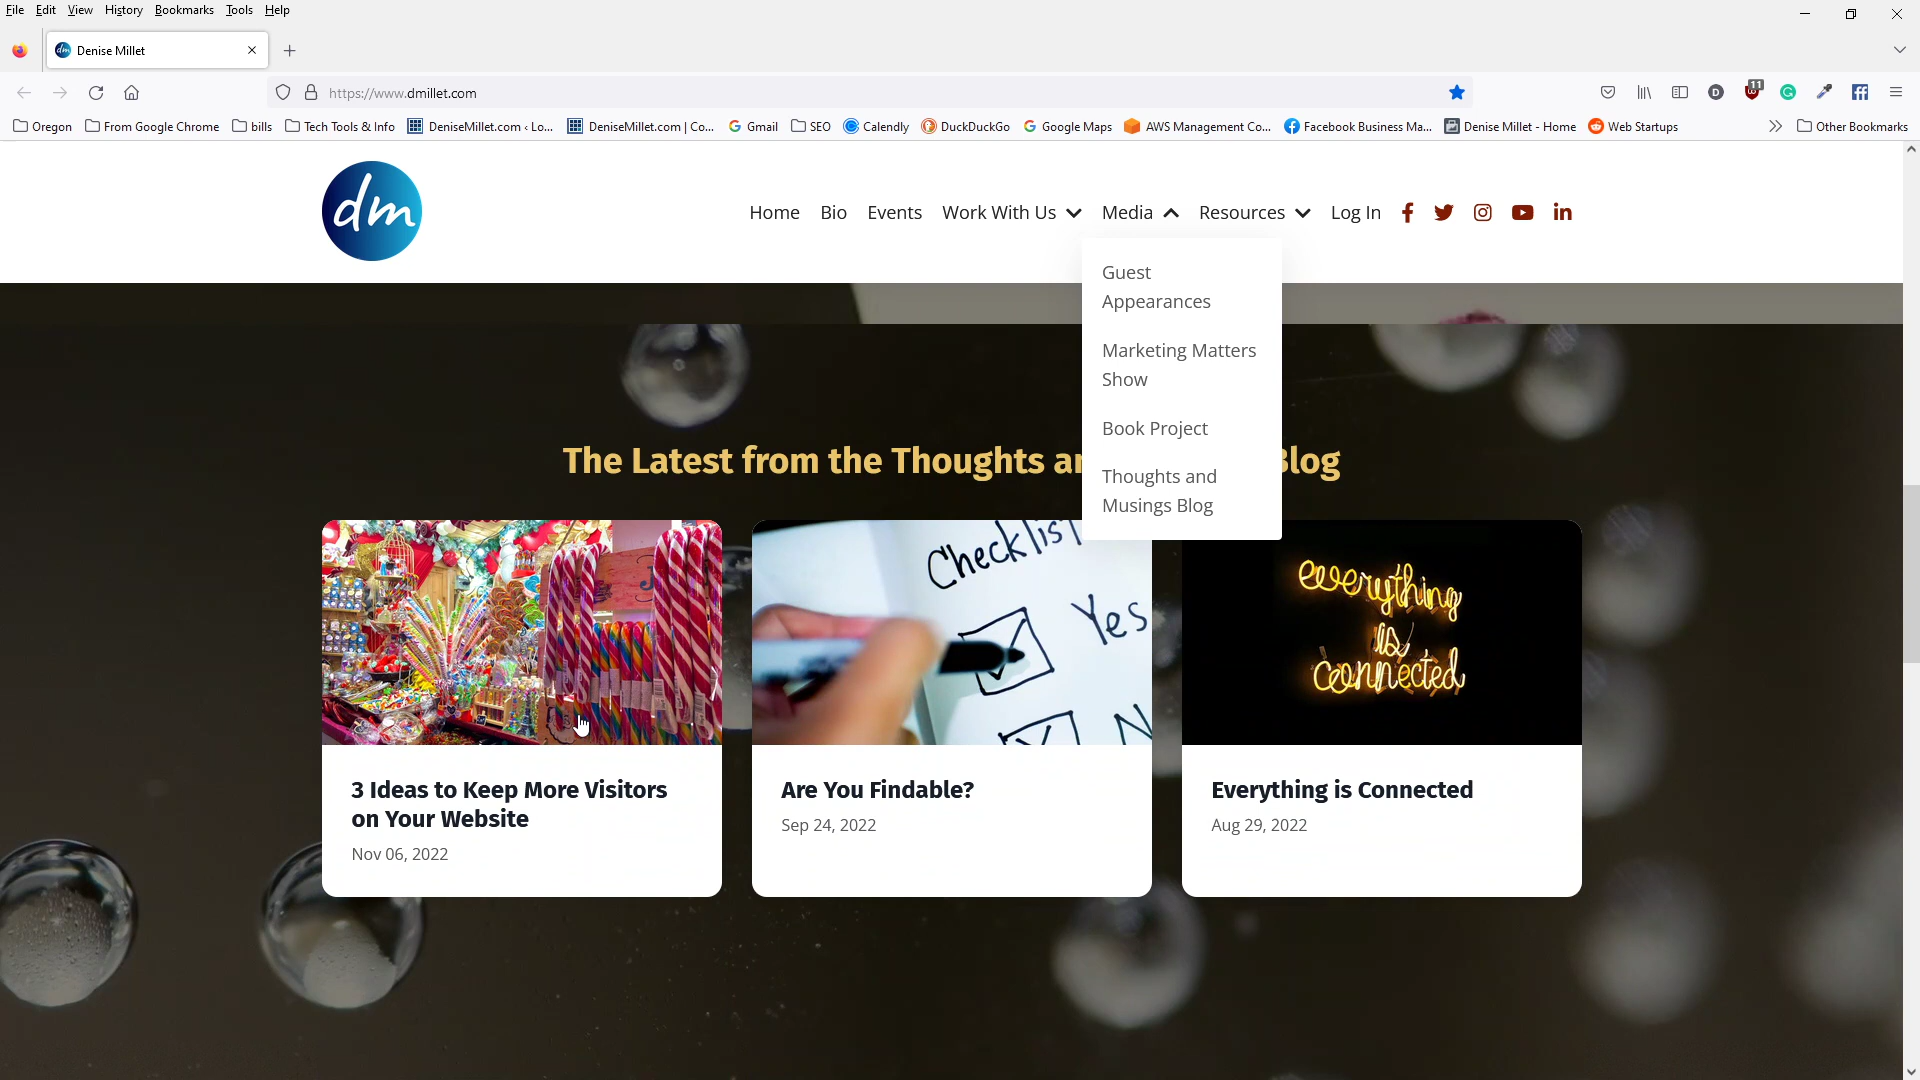 File Edit View History Bookmarks Tools Help
dm Denise Millet
https://www.dmillet.com
D 11
Oregon From Google Chrome bills Tech Tools & Info DeniseMillet.com ‹ Lo... DeniseMillet.com | Co... Gmail SEO Calendly DuckDuckGo Google Maps AWS Management Co... Facebook Business Ma... Denise Millet - Home Web Startups Other Bookmarks
dm
Home Bio Events Work With Us Media Resources Log In
Guest
Appearances
Marketing Matters
Show
Book Project
Thoughts and
Musings Blog
The Latest from the Thoughts an Blog
Checklist
Yes
N
everything
is
connected
3 Ideas to Keep More Visitors
on Your Website
Nov 06, 2022
Are You Findable?
Sep 24, 2022
Everything is Connected
Aug 29, 2022